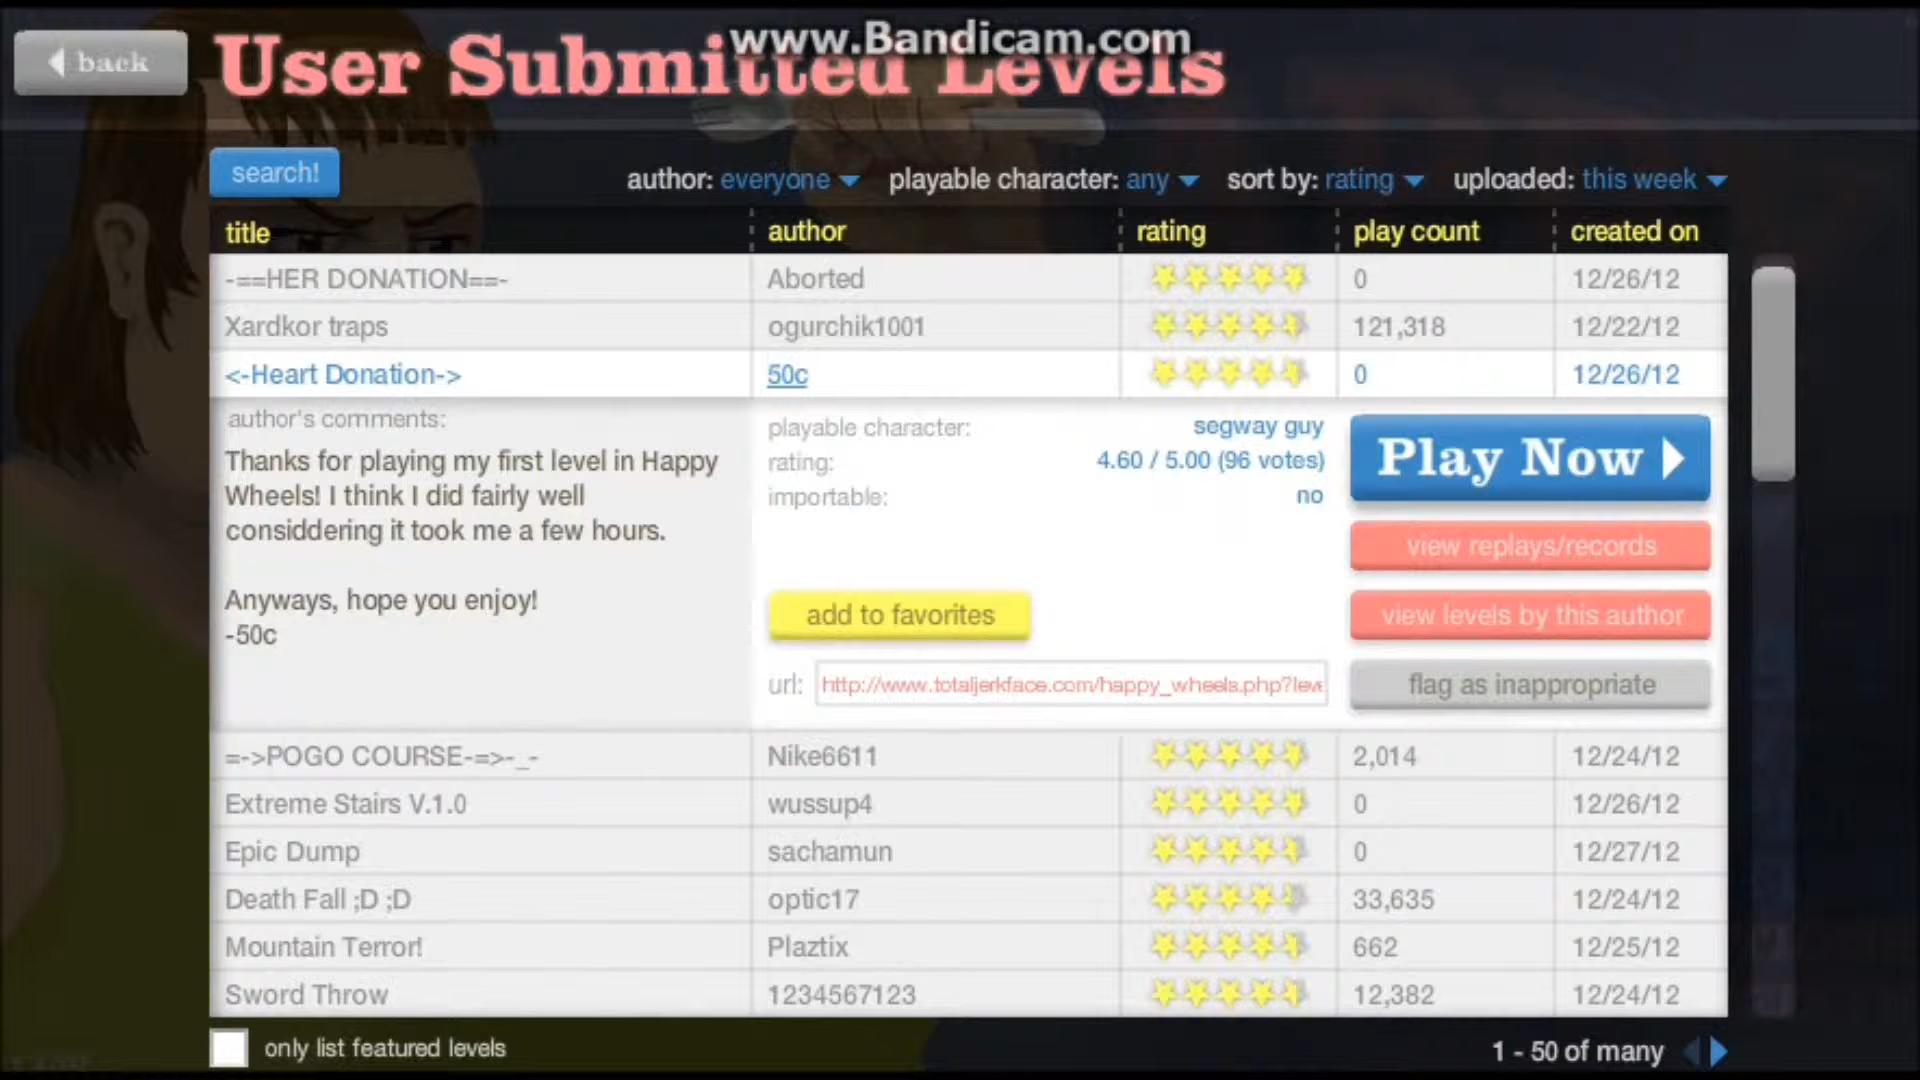 www.Bandicam.com
back
User Submitted Levels
search!
author: everyone playable character: any sort by: rating uploaded: this week
title author rating play count created on
-==HER DONATION==- Aborted 0 12/26/12
Xardkor traps ogurchik1001 121,318 12/22/12
<-Heart Donation-> 50c 0 12/26/12
author's comments:
Thanks for playing my first level in Happy
Wheels! I think I did fairly well
considdering it took me a few hours.
Anyways, hope you enjoy!
-50c
playable character: segway guy
rating: 4.60 / 5.00 (96 votes)
importable: no
add to favorites
url: http://www.totaljerkface.com/happy_wheels.php?leve
Play Now
view replays/records
view levels by this author
flag as inappropriate
=->POGO COURSE-=>-_- Nike6611 2,014 12/24/12
Extreme Stairs V.1.0 wussup4 0 12/26/12
Epic Dump sachamun 0 12/27/12
Death Fall ;D ;D optic17 33,635 12/24/12
Mountain Terror! Plaztix 662 12/25/12
Sword Throw 1234567123 12,382 12/24/12
only list featured levels
1 - 50 of many